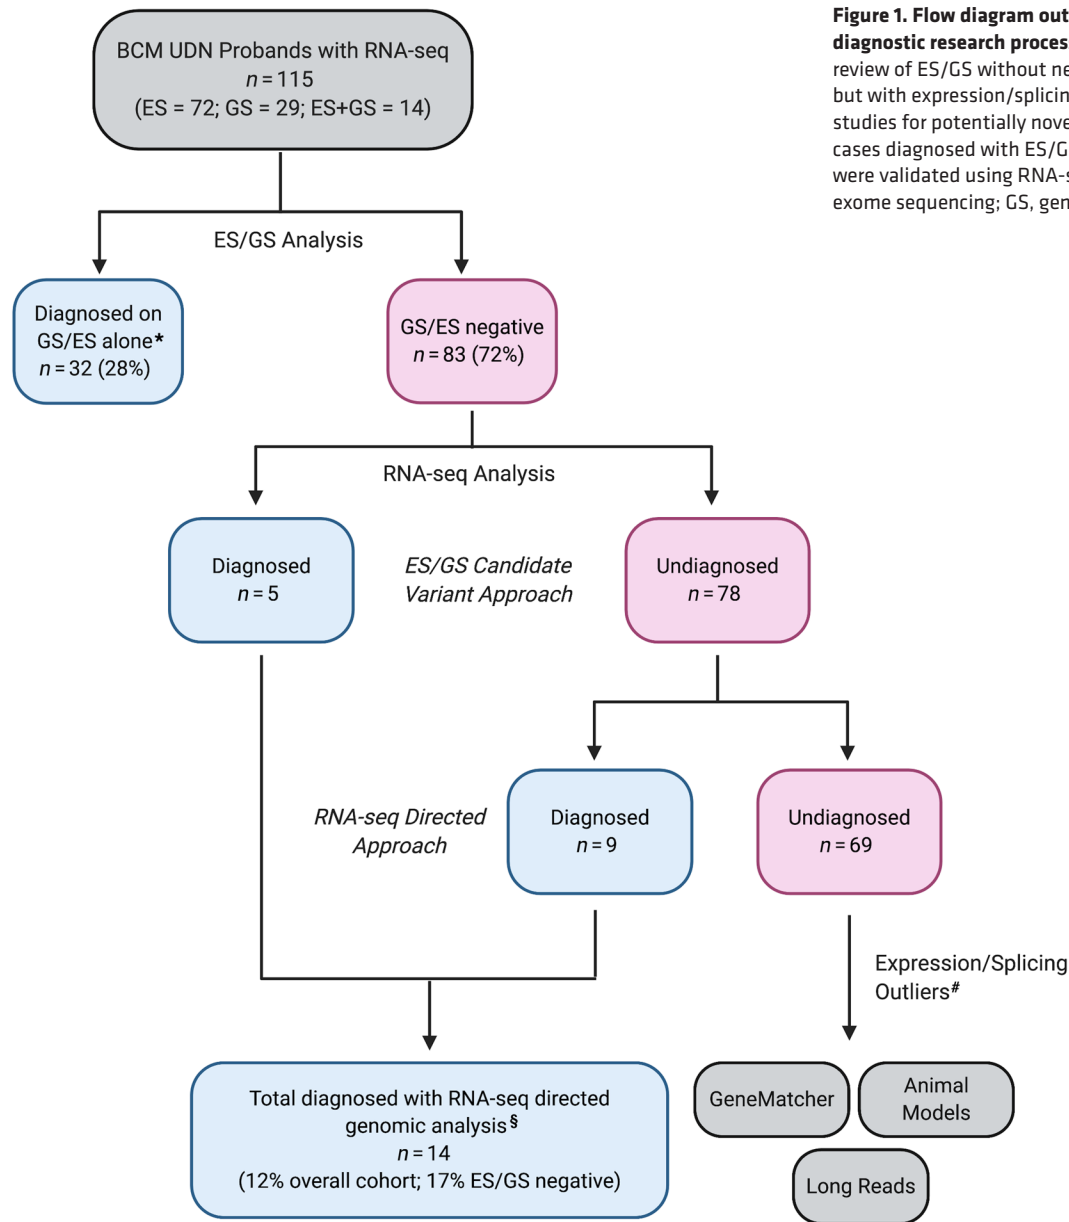 BCM UDN Probands with RNA-seq
n = 115
(ES = 72; GS = 29; ES+GS = 14)
Figure 1. Flow diagram out
diagnostic research proces
review of ES/GS without ne
but with expression/splicin
studies for potentially nove
cases diagnosed with ES/G
were validated using RNA-s
exome sequencing; GS, gen
ES/GS Analysis
Diagnosed on
GS/ES alone*
n = 32 (28%)
GS/ES negative
n = 83 (72%)
RNA-seq Analysis
Diagnosed
n = 5
ES/GS Candidate
Variant Approach
Undiagnosed
n = 78
RNA-seq Directed
Approach
Diagnosed
n = 9
Undiagnosed
n = 69
Expression/Splicing
Outliers#
Total diagnosed with RNA-seq directed
genomic analysis§
n = 14
(12% overall cohort; 17% ES/GS negative)
GeneMatcher
Animal
Models
Long Reads